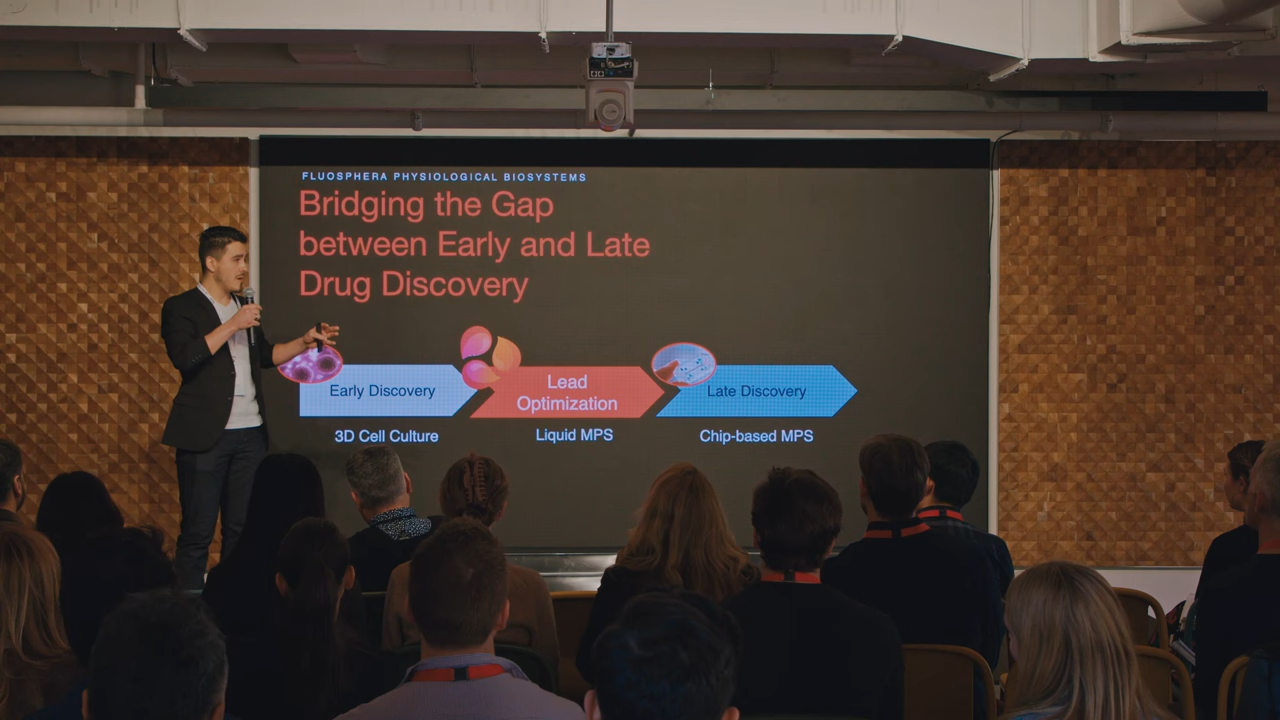 FLUOSPHERA PHYSIOLOGICAL BIOSYSTEMS
Bridging the Gap
between Early and Late
Drug Discovery
Early Discovery
Lead
Optimization
Late Discovery
3D Cell Culture
Liquid MPS
Chip-based MPS